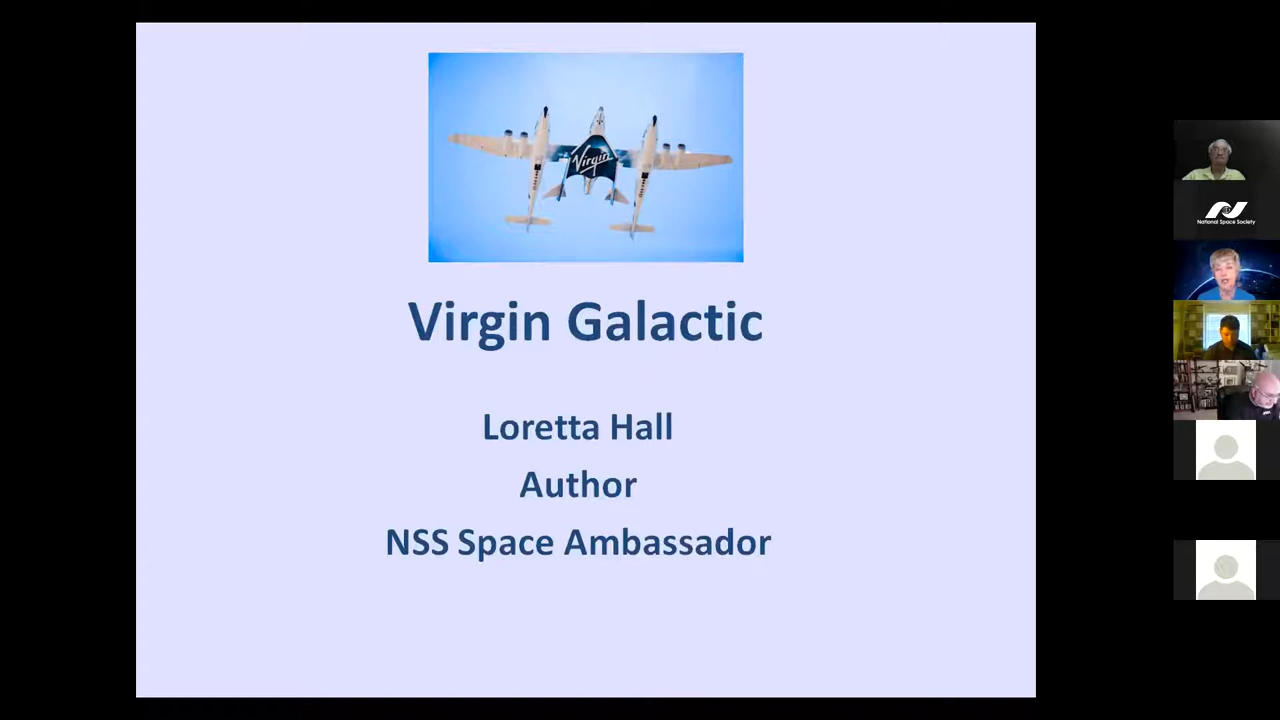 Virgin
Virgin Galactic
Loretta Hall
Author
NSS Space Ambassador
National Space Society